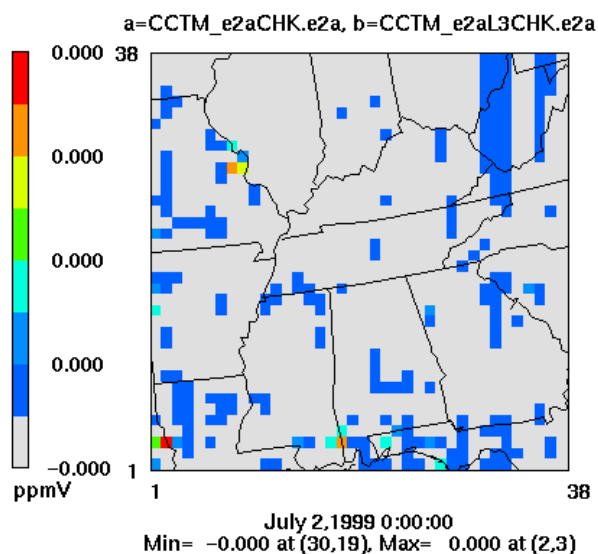 a=CCTM_e2aCHK.e2a, b=CCTM_e2aL3CHK.e2a
38
0.000
0.000
0.000
0.000
-0.000
ppmV
1
1
38
July 2,1999 0:00:00
Min= -0.000 at (30,19), Max= 0.000 at (2,3)